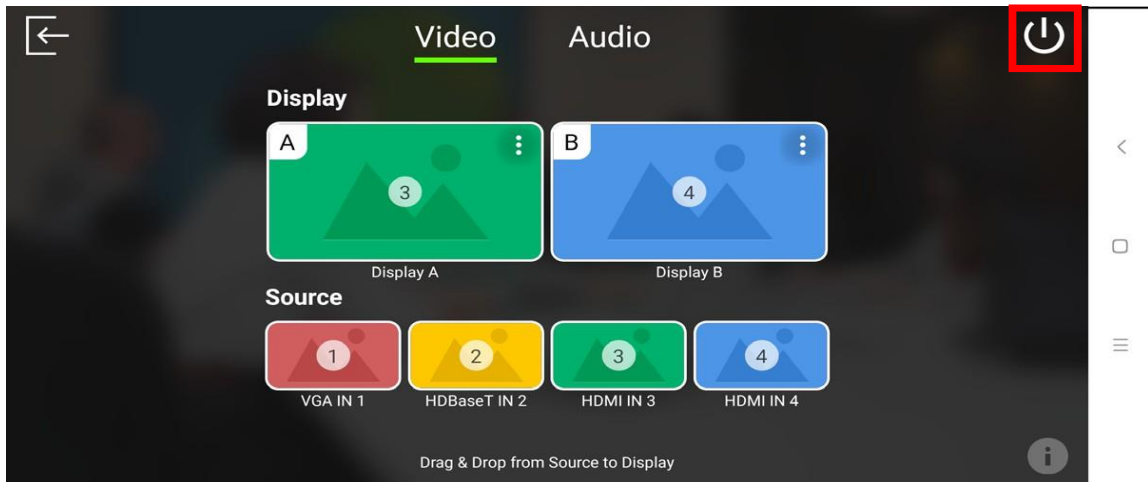 Video Audio
Display
A B
3 4
Display A Display B
Source
1 2 3 4
VGA IN 1 HDBaseT IN 2 HDMI IN 3 HDMI IN 4
Drag & Drop from Source to Display
i